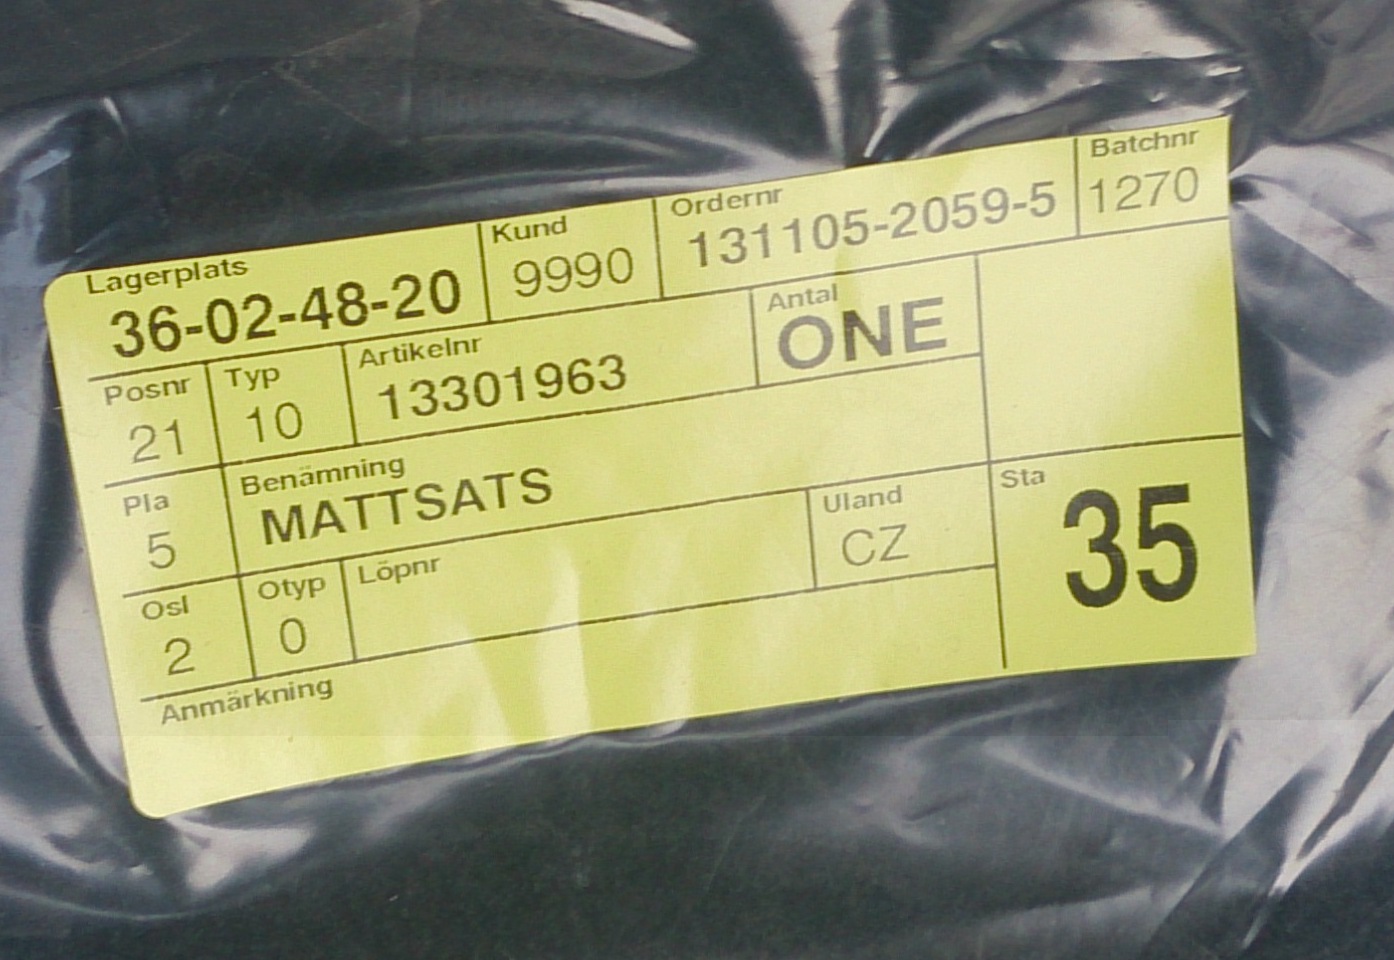 Lagerplats Kund Ordernr Batchnr
36-02-48-20 9990 131105-2059-5 1270
Posnr Typ Artikelnr Antal
21 10 13301963 ONE
Pla Benämning
5 MATTSATS
Osl Otyp Löpnr Uland Sta
2 0 CZ 35
Anmärkning